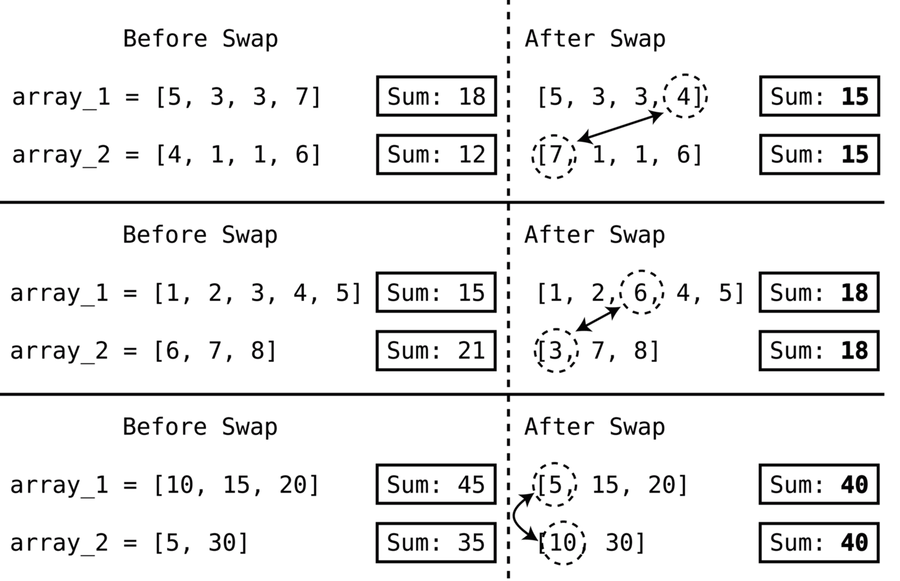 Before Swap After Swap
array_1 = [5, 3, 3, 7] Sum: 18 [5, 3, 3, 4] Sum: 15
array_2 = [4, 1, 1, 6] Sum: 12 [7, 1, 1, 6] Sum: 15
Before Swap After Swap
array_1 = [1, 2, 3, 4, 5] Sum: 15 [1, 2, 6, 4, 5] Sum: 18
array_2 = [6, 7, 8] Sum: 21 [3, 7, 8] Sum: 18
Before Swap After Swap
array_1 = [10, 15, 20] Sum: 45 [5, 15, 20] Sum: 40
array_2 = [5, 30] Sum: 35 [10, 30] Sum: 40